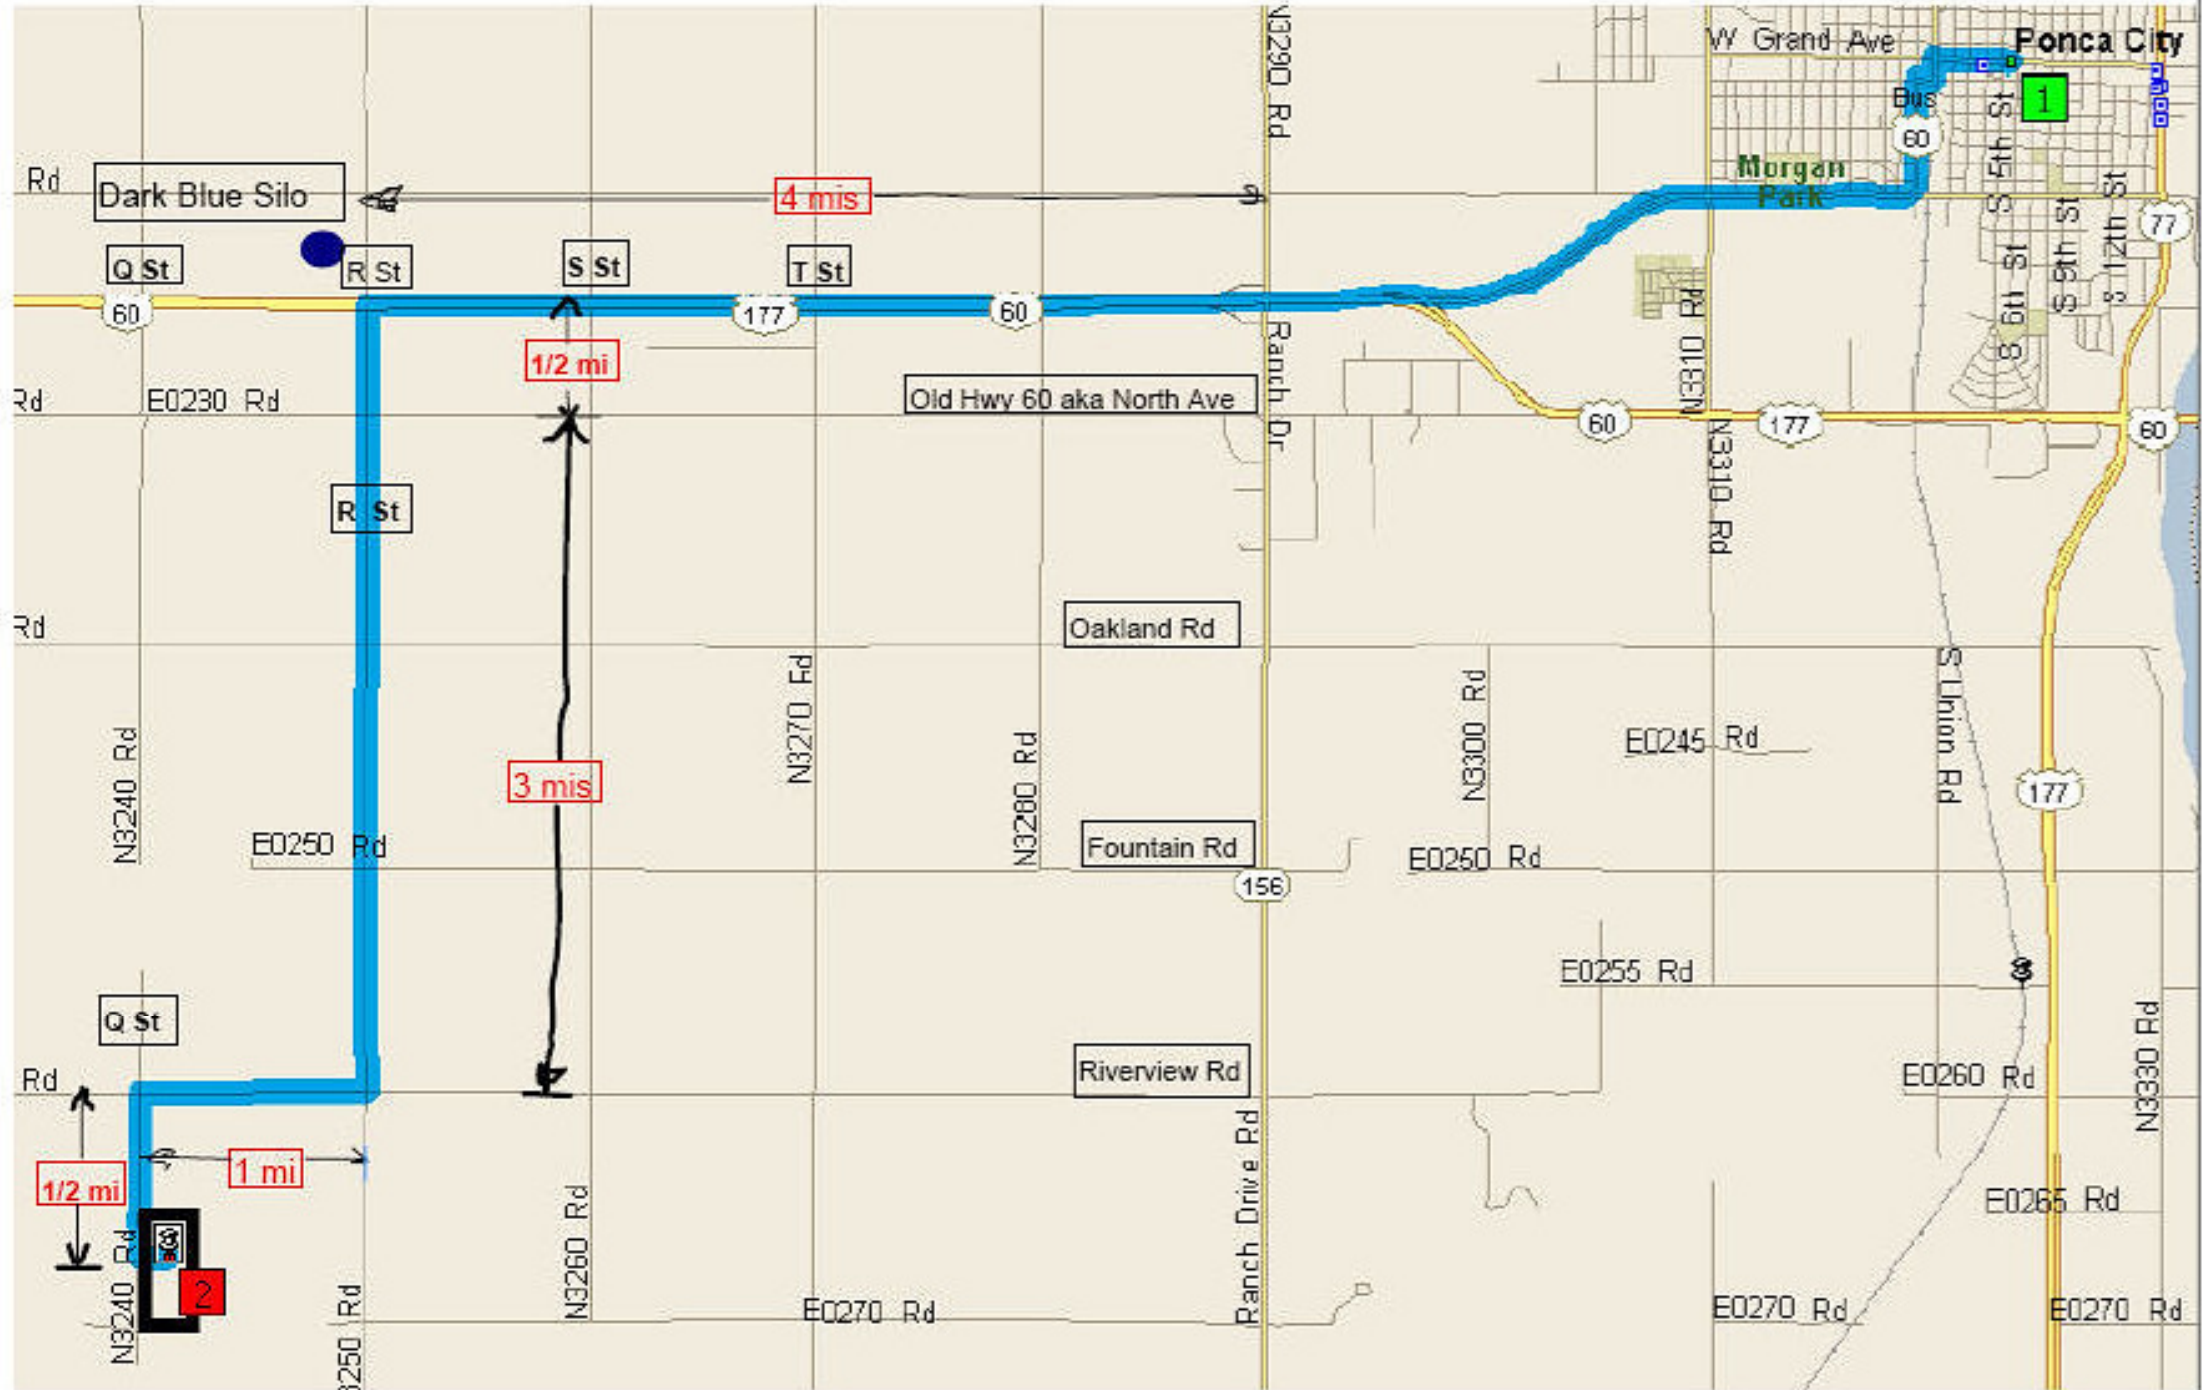 N3290 Rd
W Grand Ave
Ponca City
Bus
60
1
S 5th St
Morgan
Park
Rd
Dark Blue Silo
4 mis
S 12th St
S 9th St
77
Q St
R St
S St
T St
60
177
60
S 6th St
N3310 Rd
1/2 mi
Ranch Dr
Rd
E0230 Rd
Old Hwy 60 aka North Ave
60
177
60
R St
N3310 Rd
Rd
Oakland Rd
N3240 Rd
N3270 Rd
N3280 Rd
N3300 Rd
E0245 Rd
S Union Rd
3 mis
177
E0250 Rd
Fountain Rd
E0250 Rd
156
E0255 Rd
Q St
Rd
Riverview Rd
E0260 Rd
N3330 Rd
1/2 mi
1 mi
Ranch Drive Rd
E0265 Rd
N3240 Rd
2
N3260 Rd
3250 Rd
E0270 Rd
E0270 Rd
E0270 Rd